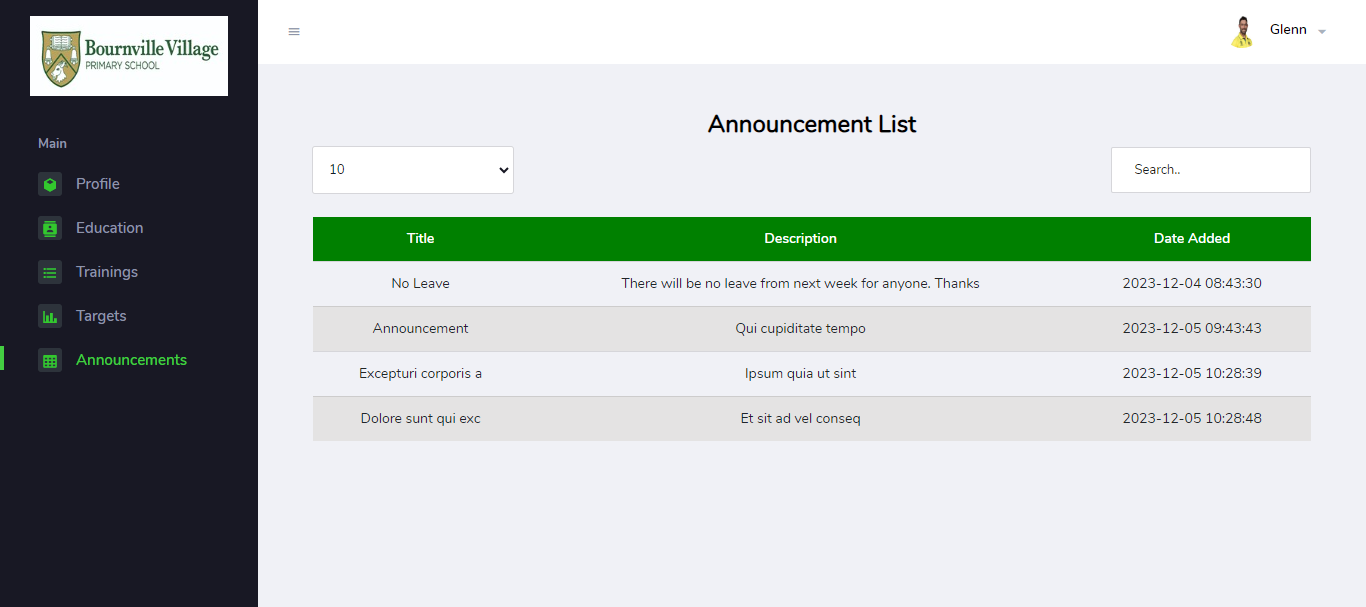 Bournville Village
PRIMARY SCHOOL
Glenn
Main
Profile
Education
Trainings
Targets
Announcements
Announcement List
10
Search..
Title Description Date Added
No Leave There will be no leave from next week for anyone. Thanks 2023-12-04 08:43:30
Announcement Qui cupiditate tempo 2023-12-05 09:43:43
Excepturi corporis a Ipsum quia ut sint 2023-12-05 10:28:39
Dolore sunt qui exc Et sit ad vel conseq 2023-12-05 10:28:48